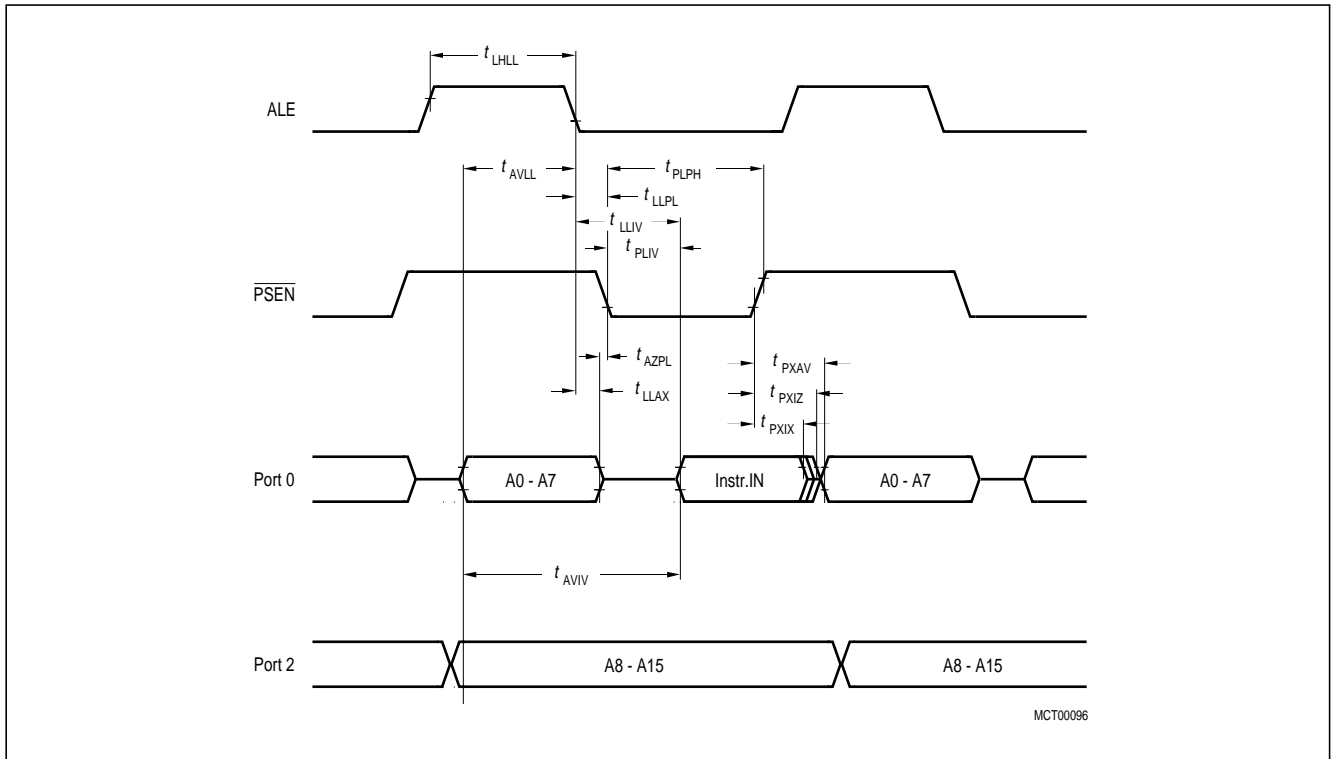 t LHLL
ALE
t AVLL t PLPH
t LLPL
t LLIV
t PLIV
PSEN
t AZPL t PXAV
t LLAX t PXIZ
t PXIX
Port 0 A0 - A7 Instr.IN A0 - A7
t AVIV
Port 2 A8 - A15 A8 - A15
MCT00096